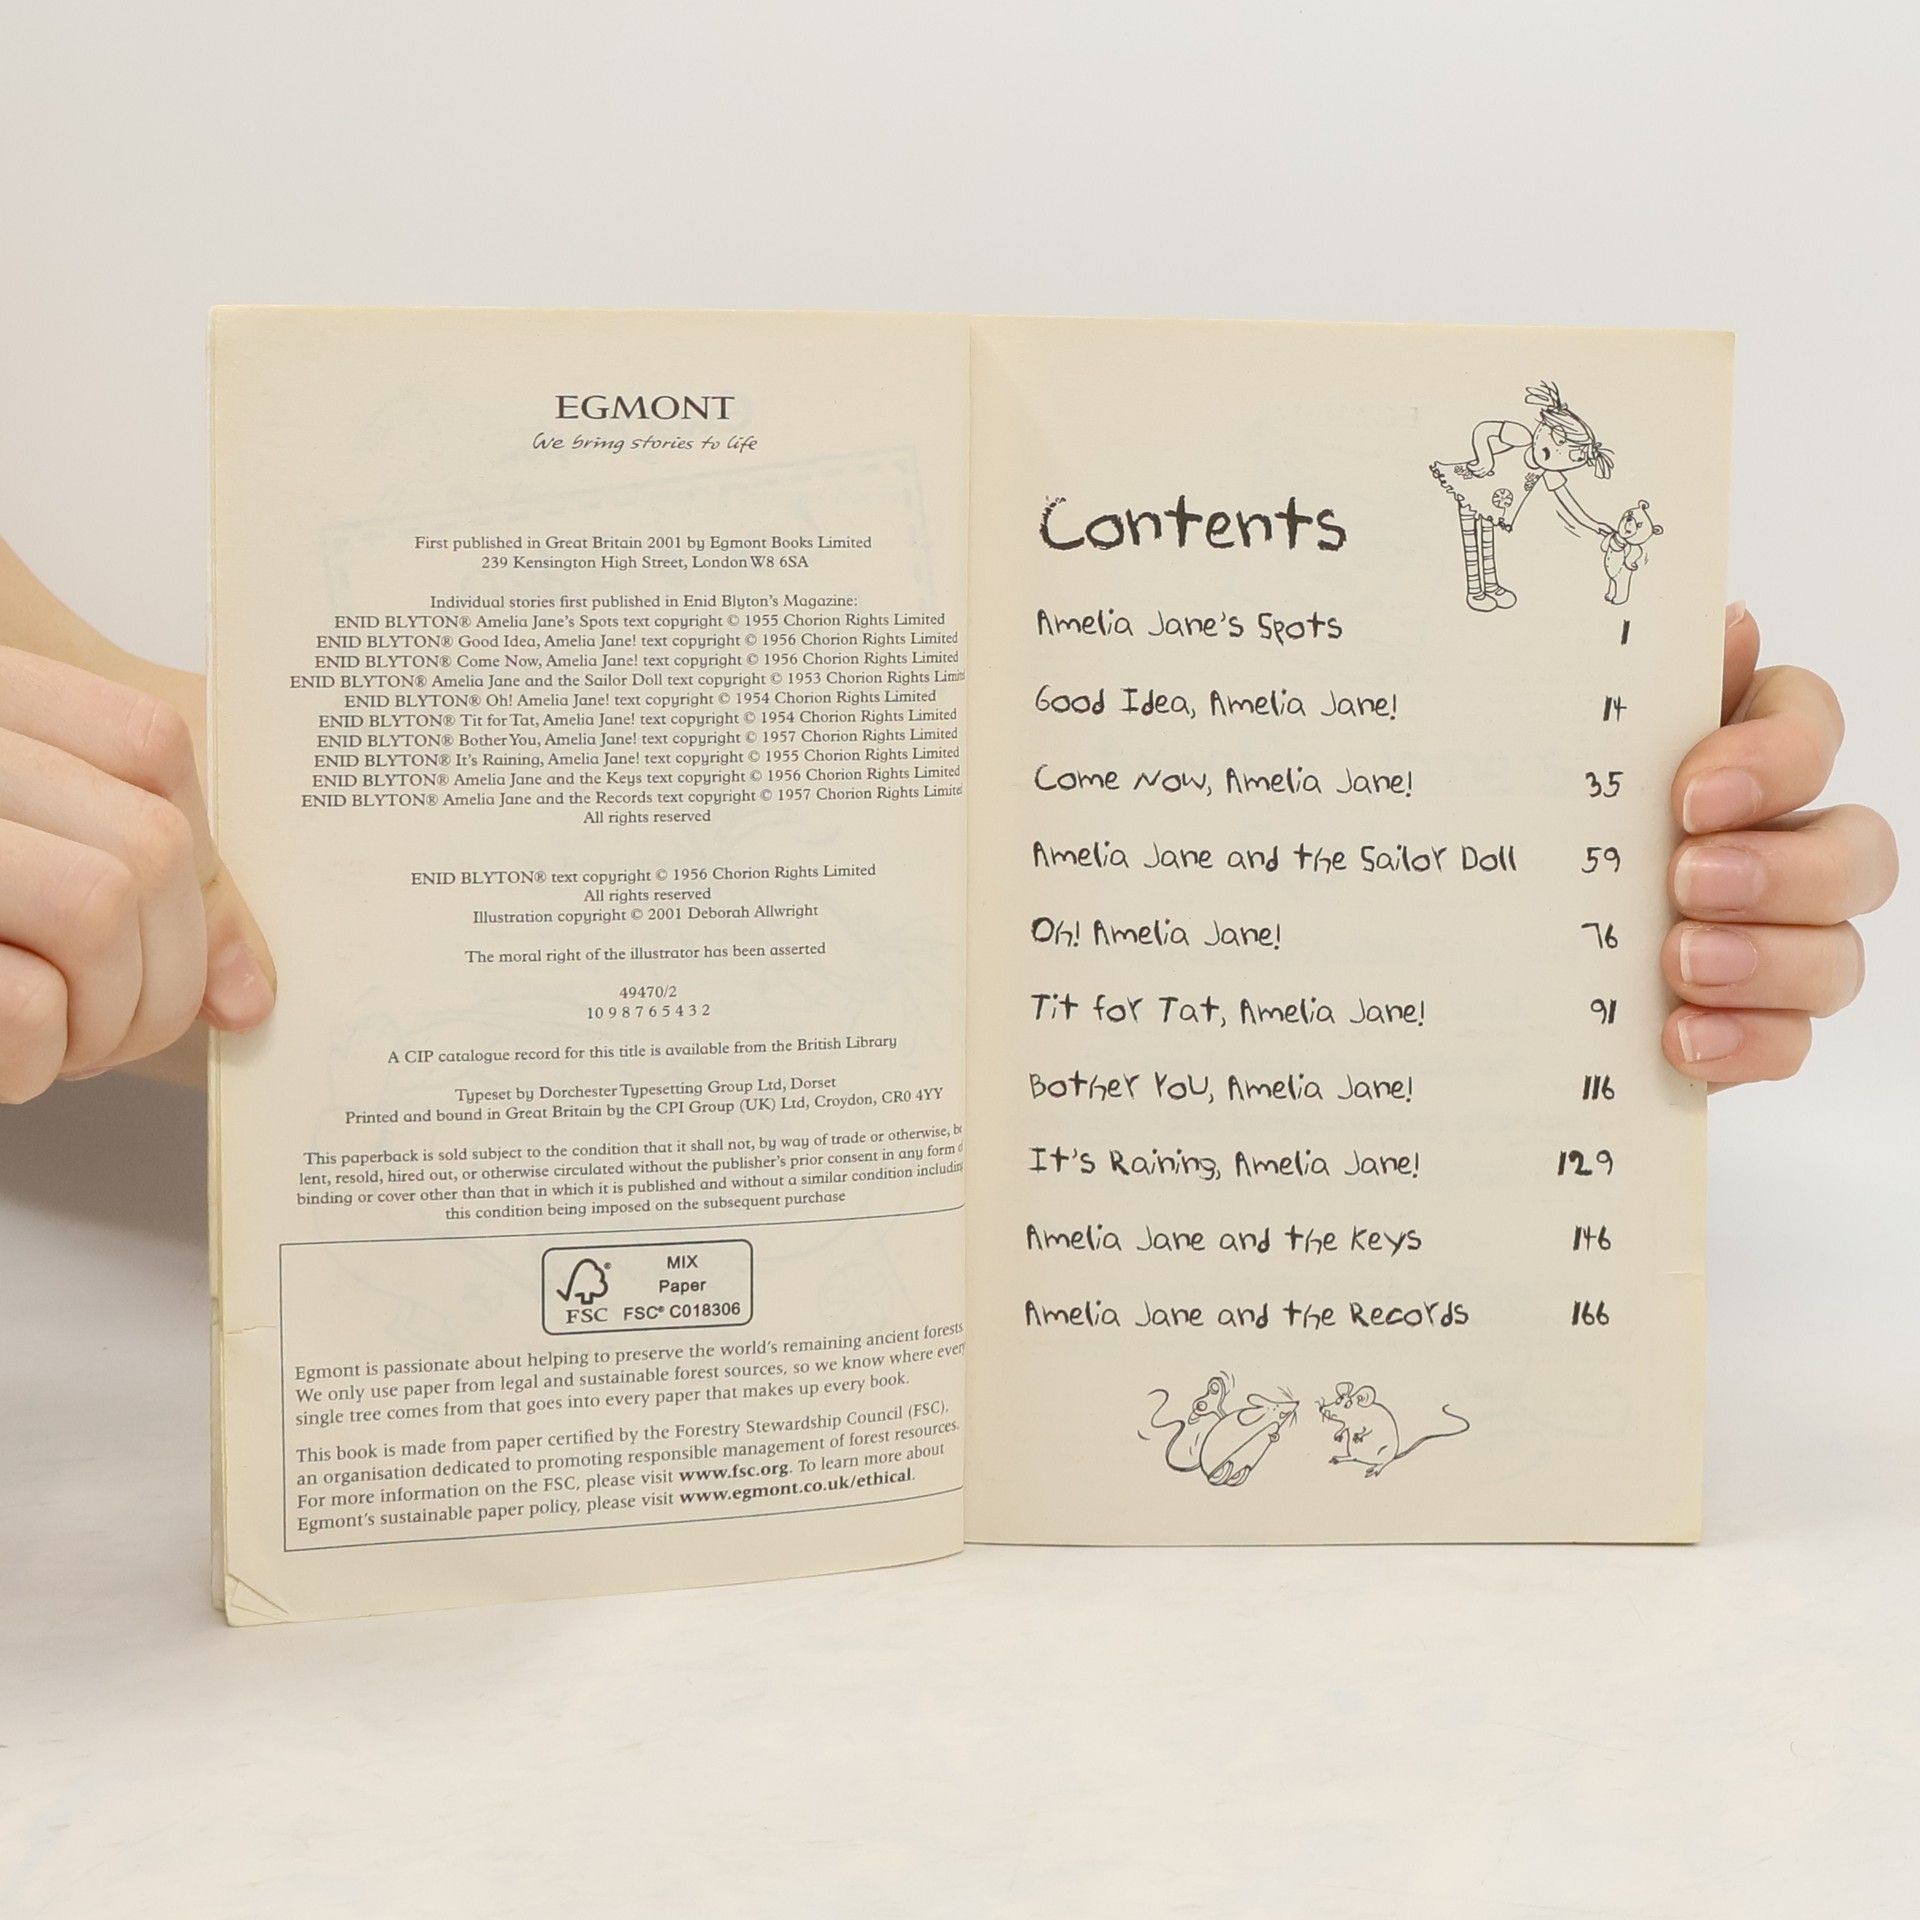 EGMONT
We bring stories to life
First published in Great Britain 2001 by Egmont Books Limited
239 Kensington High Street, London W8 6SA
Individual stories first published in Enid Blyton's Magazine:
ENID BLYTON® Amelia Jane's Spots text copyright © 1955 Chorion Rights Limited
ENID BLYTON® Good Idea, Amelia Jane! text copyright © 1956 Chorion Rights Limited
ENID BLYTON® Come Now, Amelia Jane! text copyright © 1956 Chorion Rights Limited
ENID BLYTON® Amelia Jane and the Sailor Doll text copyright © 1953 Chorion Rights Limited
ENID BLYTON® Oh! Amelia Jane! text copyright © 1954 Chorion Rights Limited
ENID BLYTON® Tit for Tat, Amelia Jane! text copyright © 1954 Chorion Rights Limited
ENID BLYTON® Bother You, Amelia Jane! text copyright © 1957 Chorion Rights Limited
ENID BLYTON® It's Raining, Amelia Jane! text copyright © 1955 Chorion Rights Limited
ENID BLYTON® Amelia Jane and the Keys text copyright © 1956 Chorion Rights Limited
ENID BLYTON® Amelia Jane and the Records text copyright © 1957 Chorion Rights Limited
All rights reserved
ENID BLYTON® text copyright © 1956 Chorion Rights Limited
All rights reserved
Illustration copyright © 2001 Deborah Allwright
The moral right of the illustrator has been asserted
49470/2
10 9 8 7 6 5 4 3 2
A CIP catalogue record for this title is available from the British Library
Typeset by Dorchester Typesetting Group Ltd, Dorset
Printed and bound in Great Britain by the CPI Group (UK) Ltd, Croydon, CR0 4YY
This paperback is sold subject to the condition that it shall not, by way of trade or otherwise, be
lent, resold, hired out, or otherwise circulated without the publisher's prior consent in any form
binding or cover other than that in which it is published and without a similar condition including
this condition being imposed on the subsequent purchase
MIX
Paper
FSC® C018306
FSC
Egmont is passionate about helping to preserve the world's remaining ancient forests
We only use paper from legal and sustainable forest sources, so we know where every
single tree comes from that goes into every paper that makes up every book.
This book is made from paper certified by the Forestry Stewardship Council (FSC),
an organisation dedicated to promoting responsible management of forest resources.
For more information on the FSC, please visit www.fsc.org. To learn more about
Egmont's sustainable paper policy, please visit www.egmont.co.uk/ethical.
Contents
Amelia Jane's Spots 1
Good Idea, Amelia Jane! 14
Come Now, Amelia Jane! 35
Amelia Jane and the Sailor Doll 59
Oh! Amelia Jane! 76
Tit for Tat, Amelia Jane! 91
Bother You, Amelia Jane! 116
It's Raining, Amelia Jane! 129
Amelia Jane and the Keys 146
Amelia Jane and the Records 166